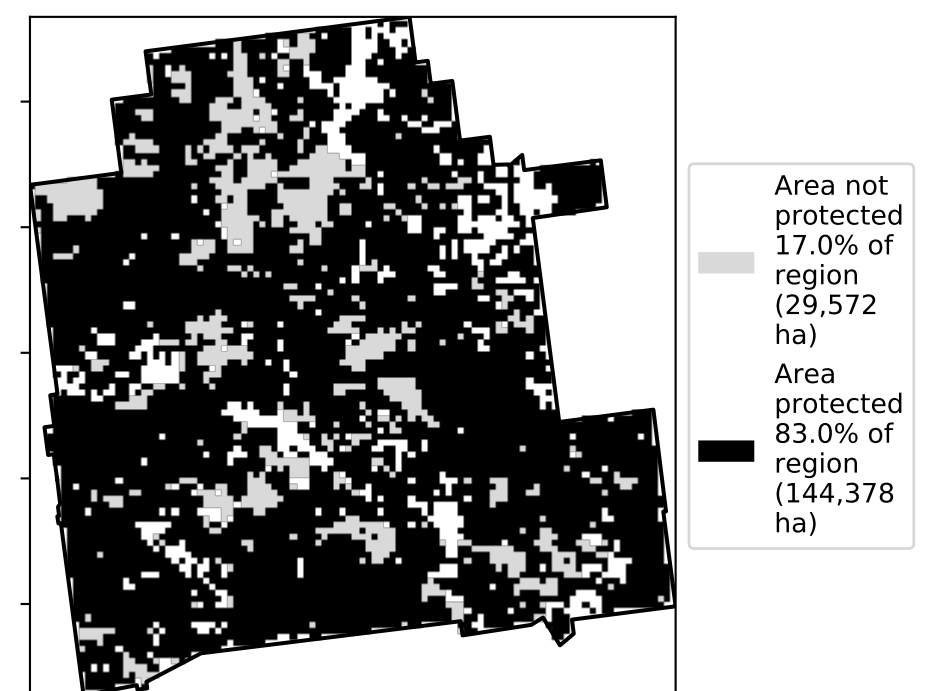 Area not
protected
17.0% of
region
(29,572
ha)
Area
protected
83.0% of
region
(144,378
ha)